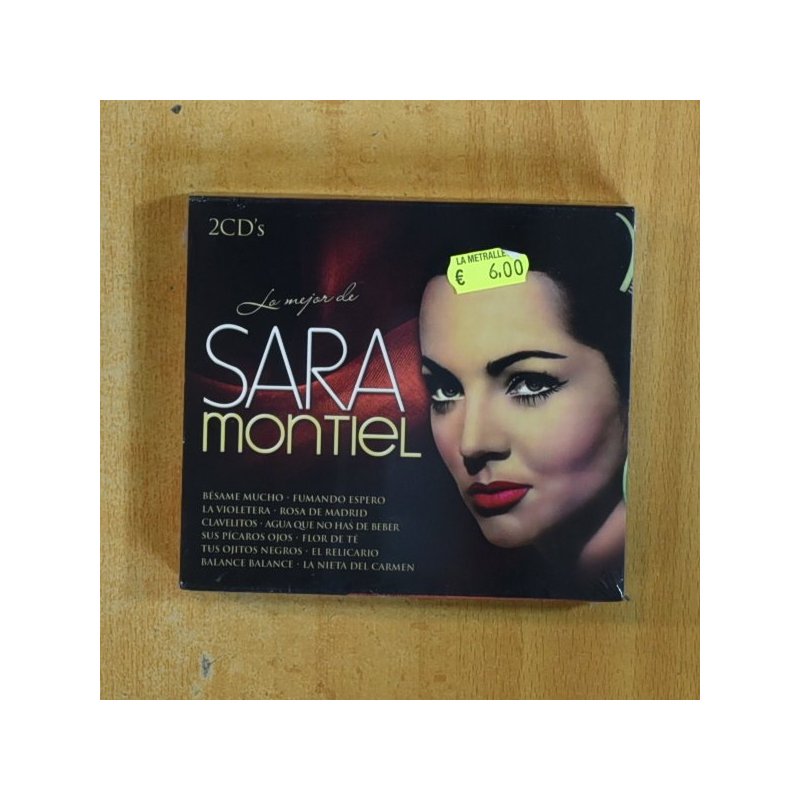 2CD's
LA METRALLE
€ 6,00
Lo mejor de
SARA
montiel
BÉSAME MUCHO · FUMANDO ESPERO
LA VIOLETERA · ROSA DE MADRID
CLAVELITOS · AGUA QUE NO HAS DE BEBER
SUS PÍCAROS OJOS · FLOR DE TÉ
TUS OJITOS NEGROS · EL RELICARIO
BALANCE BALANCE · LA NIETA DEL CARMEN